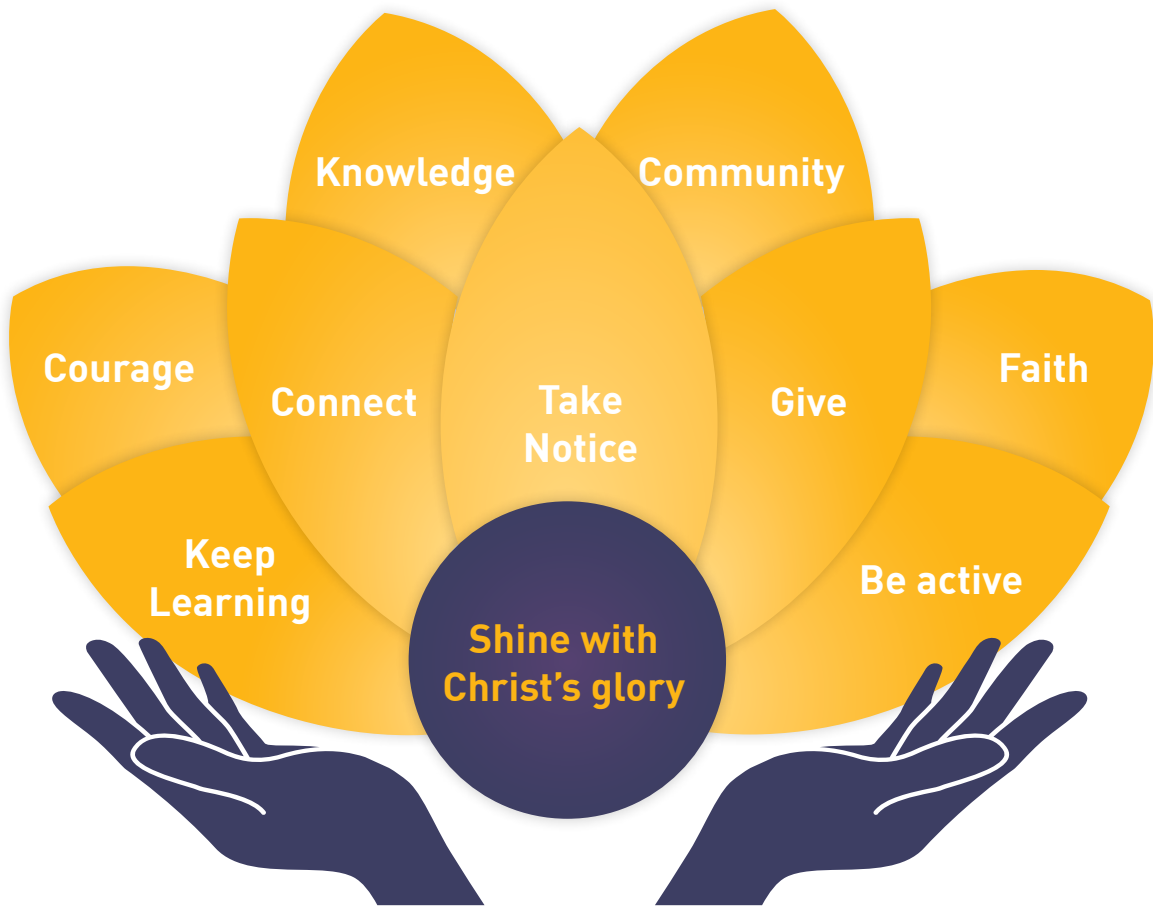 Knowledge
Community
Courage
Connect
Take
Notice
Give
Faith
Keep
Learning
Be active
Shine with
Christ’s glory